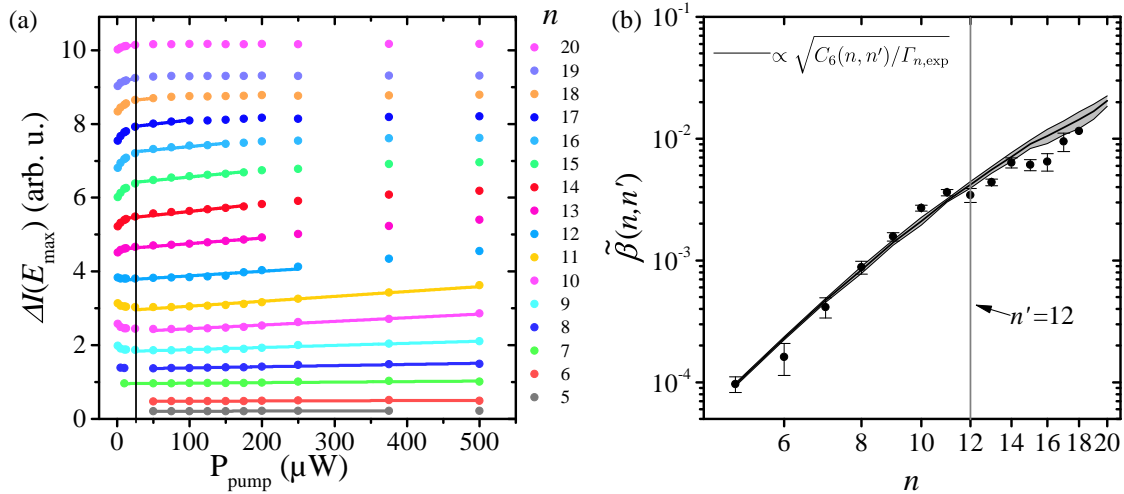 (a)
ΔI(E_max) (arb. u.)
10
8
6
4
2
0
0 100 200 300 400 500
P_pump (μW)
n
20
19
18
17
16
15
14
13
12
11
10
9
8
7
6
5
(b)
β̃(n,n')
10⁻¹
10⁻²
10⁻³
10⁻⁴
∝ √C₆(n, n′)/Γ_n,exp
n'=12
6 8 10 12 14 16 18 20
n